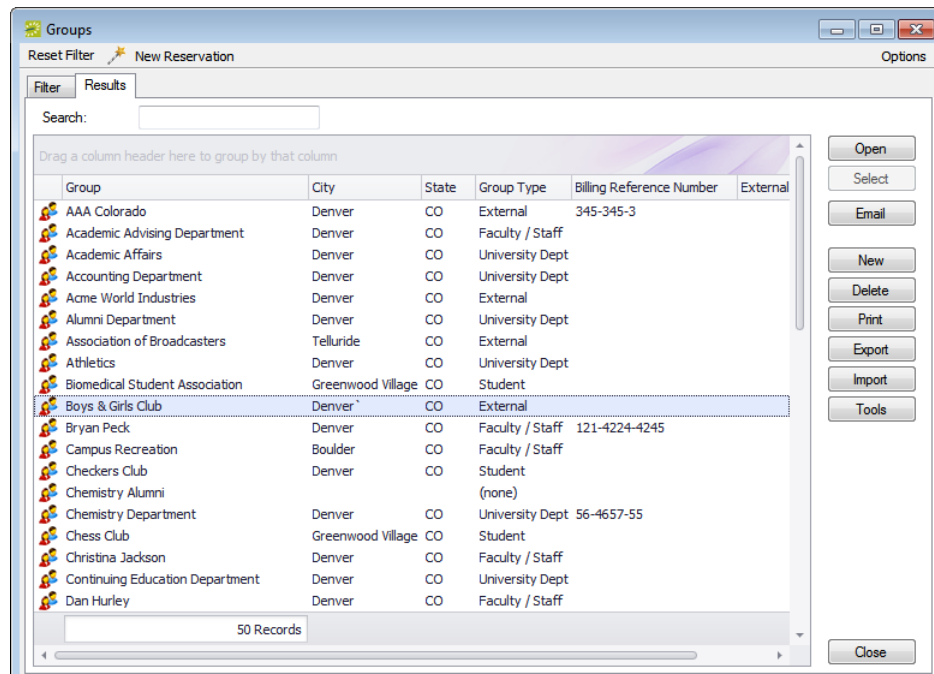 Groups
Reset Filter New Reservation Options
Filter Results
Search:
Drag a column header here to group by that column
Group City State Group Type Billing Reference Number External
AAA Colorado Denver CO External 345-345-3
Academic Advising Department Denver CO Faculty / Staff
Academic Affairs Denver CO University Dept
Accounting Department Denver CO University Dept
Acme World Industries Denver CO External
Alumni Department Denver CO University Dept
Association of Broadcasters Telluride CO External
Athletics Denver CO University Dept
Biomedical Student Association Greenwood Village CO Student
Boys & Girls Club Denver` CO External
Bryan Peck Denver CO Faculty / Staff 121-4224-4245
Campus Recreation Boulder CO Faculty / Staff
Checkers Club Denver CO Student
Chemistry Alumni (none)
Chemistry Department Denver CO University Dept 56-4657-55
Chess Club Greenwood Village CO Student
Christina Jackson Denver CO Faculty / Staff
Continuing Education Department Denver CO University Dept
Dan Hurley Denver CO Faculty / Staff
50 Records
Open
Select
Email
New
Delete
Print
Export
Import
Tools
Close